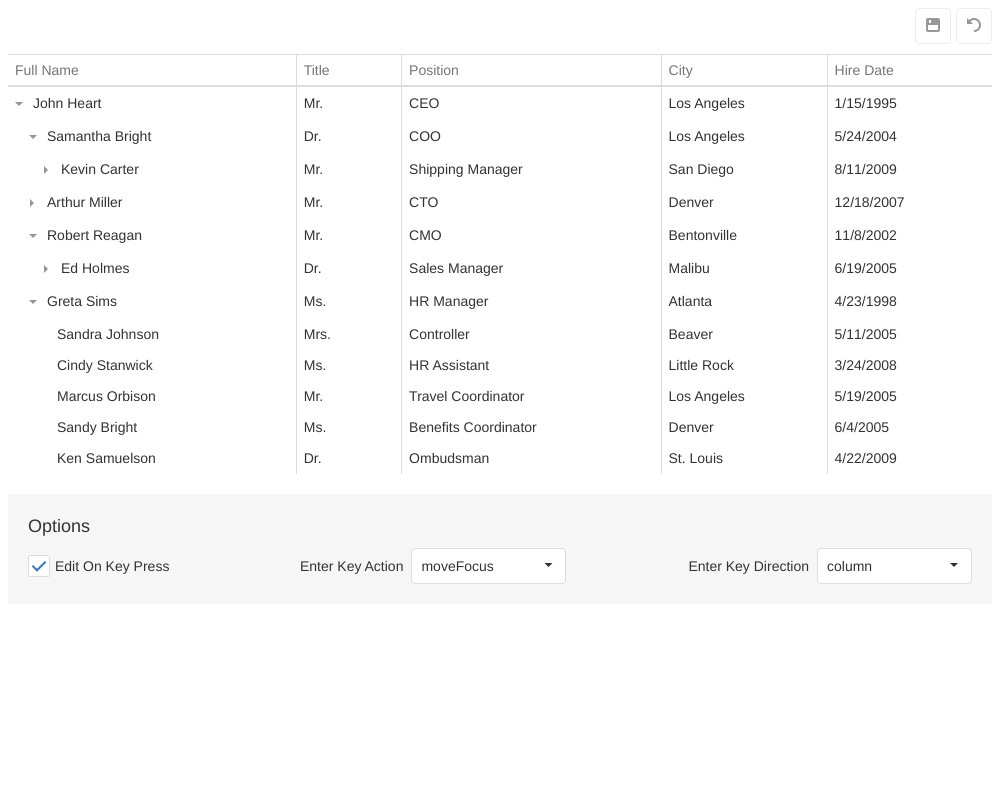 Full Name Title Position City Hire Date
John Heart Mr. CEO Los Angeles 1/15/1995
Samantha Bright Dr. COO Los Angeles 5/24/2004
Kevin Carter Mr. Shipping Manager San Diego 8/11/2009
Arthur Miller Mr. CTO Denver 12/18/2007
Robert Reagan Mr. CMO Bentonville 11/8/2002
Ed Holmes Dr. Sales Manager Malibu 6/19/2005
Greta Sims Ms. HR Manager Atlanta 4/23/1998
Sandra Johnson Mrs. Controller Beaver 5/11/2005
Cindy Stanwick Ms. HR Assistant Little Rock 3/24/2008
Marcus Orbison Mr. Travel Coordinator Los Angeles 5/19/2005
Sandy Bright Ms. Benefits Coordinator Denver 6/4/2005
Ken Samuelson Dr. Ombudsman St. Louis 4/22/2009
Options
Edit On Key Press Enter Key Action moveFocus Enter Key Direction column